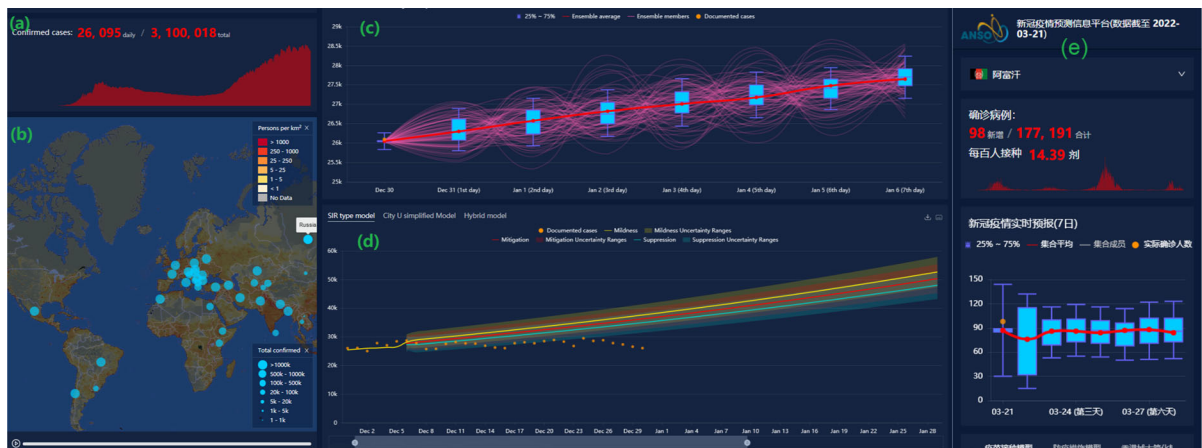 (a)
Confirmed cases: 26, 095 daily / 3, 100, 018 total
(b)
Persons per km² ×
> 1000
250 - 1000
25 - 250
5 - 25
1 - 5
< 1
No Data
Russia
Total confirmed ×
>1000k
500k - 1000k
100k - 500k
20k - 100k
5k - 20k
1k - 5k
1 - 1k
25% ~ 75% Ensemble average Ensemble members Documented cases
(c)
29k
28.5k
28k
27.5k
27k
26.5k
26k
25.5k
25k
Dec 30 Dec 31 (1st day) Jan 1 (2nd day) Jan 2 (3rd day) Jan 3 (4th day) Jan 4 (5th day) Jan 5 (6th day) Jan 6 (7th day)
SIR type model City U simplified Model Hybrid model
(d)
Documented cases Mildness Mildness Uncertainty Ranges
Mitigation Mitigation Uncertainty Ranges Suppression Suppression Uncertainty Ranges
60k
50k
40k
30k
20k
10k
0
Dec 2 Dec 5 Dec 8 Dec 11 Dec 14 Dec 17 Dec 20 Dec 23 Dec 26 Dec 29 Jan 1 Jan 4 Jan 7 Jan 10 Jan 13 Jan 16 Jan 19 Jan 22 Jan 25 Jan 28
ANSO
新冠疫情预测信息平台(数据截至 2022-
03-21)
(e)
阿富汗
确诊病例:
98 新增 / 177, 191 合计
每百人接种 14.39 剂
新冠疫情实时预报(7日)
25% ~ 75% 集合平均 集合成员 实际确诊人数
150
120
90
60
30
0
03-21 03-24 (第三天) 03-27 (第六天)